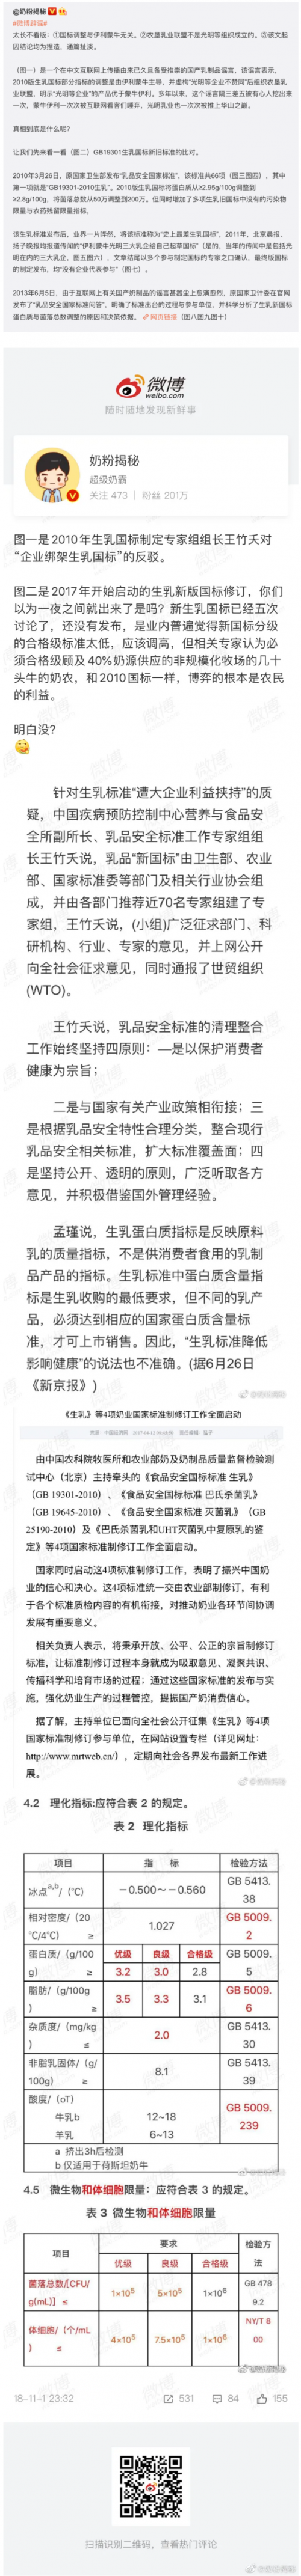 @奶粉揭秘
#微博辟谣#
太长不看版：①国标调整与伊利蒙牛无关。②农垦乳业联盟不是光明等组织成立的。③该文起
因结论均为捏造，通篇扯淡。
（图一）是一个在中文互联网上传播由来已久且备受推崇的国产乳制品谣言，该谣言表示，
2010版生乳国标部分指标的调整是由伊利蒙牛主导，并虚构“光明等企业不赞同”后组织农垦乳
业联盟，明示“光明等企业”的产品优于蒙牛伊利。多年以来，这个谣言隔三差五被有心人挖出来
一次，蒙牛伊利一次次被互联网看客们唾弃，光明乳业也一次次被推上华山之巅。
真相到底是什么呢？
让我们先来看一看（图二）GB19301生乳国标新旧标准的比对。
2010年3月26日，原国家卫生部发布“乳品安全国家标准”，该标准共66项（图三图四），其中
第一项就是“GB19301-2010生乳”。2010版生乳国标将蛋白质从≥2.95g/100g调整到
≥2.8g/100g，将菌落总数从50万调整到200万。但同时增加了多项生乳旧国标中没有的污染物
限量与农药残留限量指标。
该生乳标准发布后，业界一片哗然，将该标准称为“史上最差生乳国标”，2011年，北京晨报、
扬子晚报均报道传闻的“伊利蒙牛光明三大乳企给自己起草国标”（是的，当年的传闻中是包括光
明在内的三大乳企，图五图六），文章结尾以多个参与制定国标的专家之口确认，最终版国标
的制定发布，均“没有企业代表参与”（图七）。
2013年6月5日，由于互联网上有关国产奶制品的谣言甚嚣尘上愈演愈烈，原国家卫计委在官网
发布了“乳品安全国家标准问答”，明确了标准出台的过程与参与单位，并科学分析了生乳新国标
蛋白质与菌落总数调整的原因和决策依据。 网页链接（图八图九图十）
微博
weibo.com
随时随地发现新鲜事
奶粉揭秘
超级奶霸
关注 473 | 粉丝 201万
图一是2010年生乳国标制定专家组组长王竹天对
“企业绑架生乳国标”的反驳。
图二是2017年开始启动的生乳新版国标修订，你们
以为一夜之间就出来了是吗？新生乳国标已经五次
讨论了，还没有发布，是业内普遍觉得新国标分级
的合格级标准太低，应该调高，但相关专家认为必
须合格级顾及40%奶源供应的非规模化牧场的几十
头牛的奶农，和2010国标一样，博弈的根本是农民
的利益。
明白没？
针对生乳标准“遭大企业利益挟持”的质
疑，中国疾病预防控制中心营养与食品安
全所副所长、乳品安全标准工作专家组组
长王竹天说，乳品“新国标”由卫生部、农业
部、国家标准委等部门及相关行业协会组
成，并由各部门推荐近70名专家组建了专
家组，王竹天说，(小组)广泛征求部门、科
研机构、行业、专家的意见，并上网公开
向全社会征求意见，同时通报了世贸组织
(WTO)。
王竹天说，乳品安全标准的清理整合
工作始终坚持四原则：一是以保护消费者
健康为宗旨；
二是与国家有关产业政策相衔接；三
是根据乳品安全特性合理分类，整合现行
乳品安全相关标准，扩大标准覆盖面；四
是坚持公开、透明的原则，广泛听取各方
意见，并积极借鉴国外管理经验。
孟瑾说，生乳蛋白质指标是反映原料
乳的质量指标，不是供消费者食用的乳制
品产品的指标。生乳标准中蛋白质含量指
标是生乳收购的最低要求，但不同的乳产
品，必须达到相应的国家蛋白质含量标
准，才可上市销售。因此，“生乳标准降低
影响健康”的说法也不准确。(据6月26日
《新京报》)
《生乳》等4项奶业国家标准制修订工作全面启动
由中国农科院牧医所和农业部奶及奶制品质量监督检验测
试中心（北京）主持牵头的《食品安全国标标准 生乳》
（GB 19301-2010）、《食品安全国标标准 巴氏杀菌乳》
（GB 19645-2010）、《食品安全国家标准 灭菌乳》（GB
25190-2010）及《巴氏杀菌乳和UHT灭菌乳中复原乳的鉴
定》等4项国家标准制修订工作全面启动。
国家同时启动这4项标准制修订工作，表明了振兴中国奶
业的信心和决心。这4项标准统一交由农业部制修订，有利
于各个标准质检内容的有机衔接，对推动奶业各环节间协调
发展有重要意义。
相关负责人表示，将秉承开放、公平、公正的宗旨制修订
标准，让标准制修订过程本身就成为吸取意见、凝聚共识、
传播科学和培育市场的过程；通过这些国家标准的发布与实
施，强化奶业生产的过程管控，提振国产奶消费信心。
据了解，主持单位已面向全社会公开征集《生乳》等4项
国家标准制修订参与单位，在网站设置专栏（详见网址：
http://www.mrtweb.cn/），定期向社会各界发布最新工作进
展。
4.2 理化指标:应符合表 2 的规定。
表 2 理化指标
项目 指 标 检验方法
冰点a,b/（℃） －0.500～－0.560 GB 5413.38
相对密度/（20℃/4℃） ≥ 1.027 GB 5009.2
蛋白质/（g/100g） ≥ 优级 良级 合格级 GB 5009.5
3.2 3.0 2.8
脂肪/（g/100g） ≥ 3.5 3.3 3.1 GB 5009.6
杂质度/（mg/kg） ≤ 2.0 GB 5413.30
非脂乳固体/（g/100g） ≥ 8.1 GB 5413.39
酸度/（oT） GB 5009.239
牛乳b 12~18
羊乳 6~13
a 挤出3h后检测
b 仅适用于荷斯坦奶牛
4.5 微生物和体细胞限量：应符合表 3 的规定。
表 3 微生物和体细胞限量
项目 要求 检验方法
优级 良级 合格级
菌落总数/[CFU/g(mL)] ≤ 1×10⁵ 5×10⁵ 1×10⁶ GB 4789.2
体细胞/（个/mL） ≤ 4×10⁵ 7.5×10⁵ 1×10⁶ NY/T 800
18-11-1 23:32 531 84 155
扫描识别二维码，查看热门评论